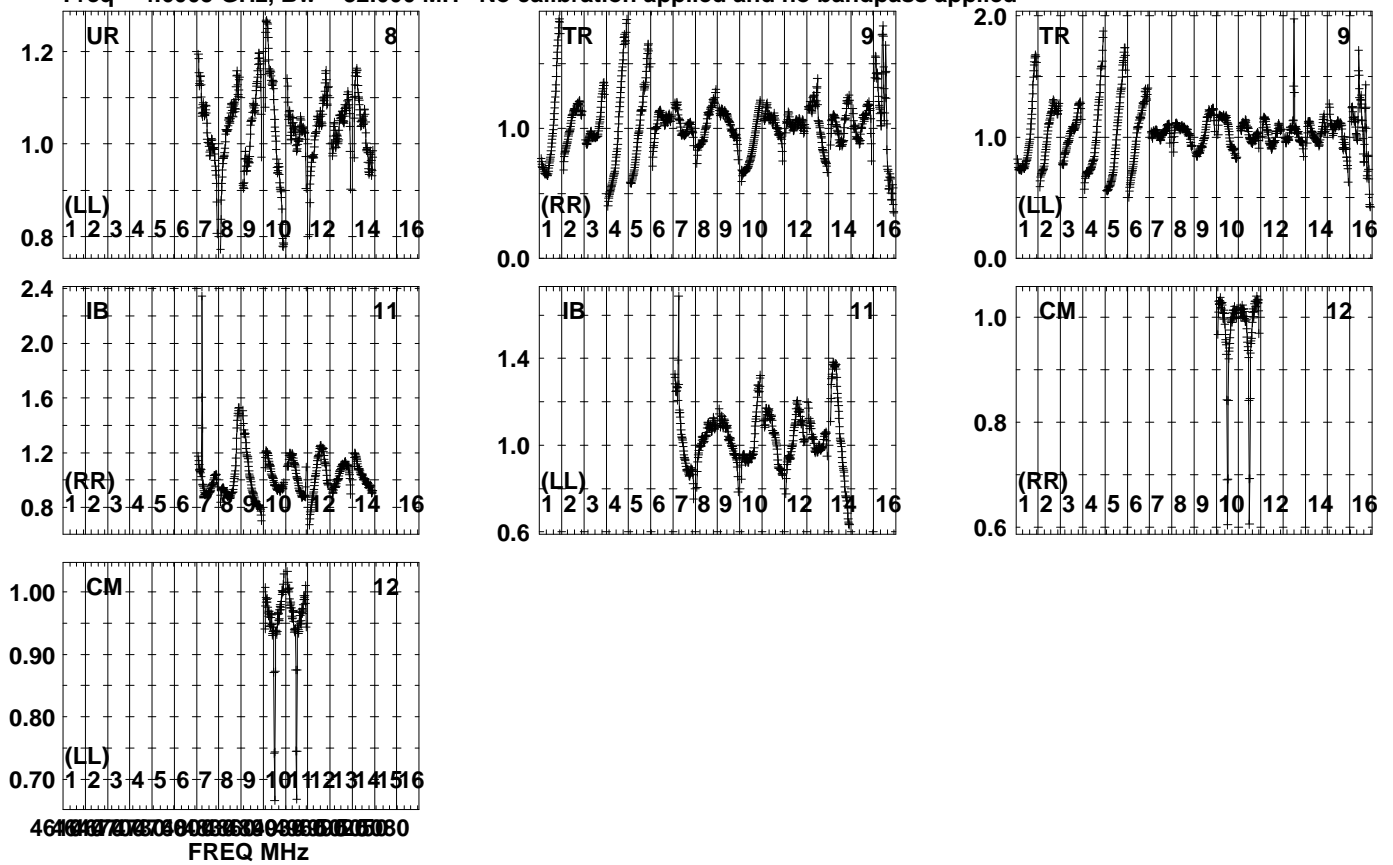 GHz, No calibration applied and no bandpass applied
UR 8
1.2
1.0
0.8
(LL)
1 2 3 4 5 6 7 8 9 10 12 14 16
TR 9
1.0
0.0
(RR)
1 2 3 4 5 6 7 8 9 10 12 14 16
TR 9
2.0
1.0
0.0
(LL)
1 2 3 4 5 6 7 8 9 10 12 14 16
IB 11
2.4
2.0
1.6
1.2
0.8
(RR)
1 2 3 4 5 6 7 8 9 10 12 14 16
IB 11
1.4
1.0
0.6
(LL)
1 2 3 4 5 6 7 8 9 10 12 14 16
CM 12
1.0
0.8
0.6
(RR)
1 2 3 4 5 6 7 8 9 10 12 14 16
CM 12
1.00
0.90
0.80
0.70
(LL)
1 2 3 4 5 6 7 8 9 10 11 12 13 14 15 16
FREQ MHz